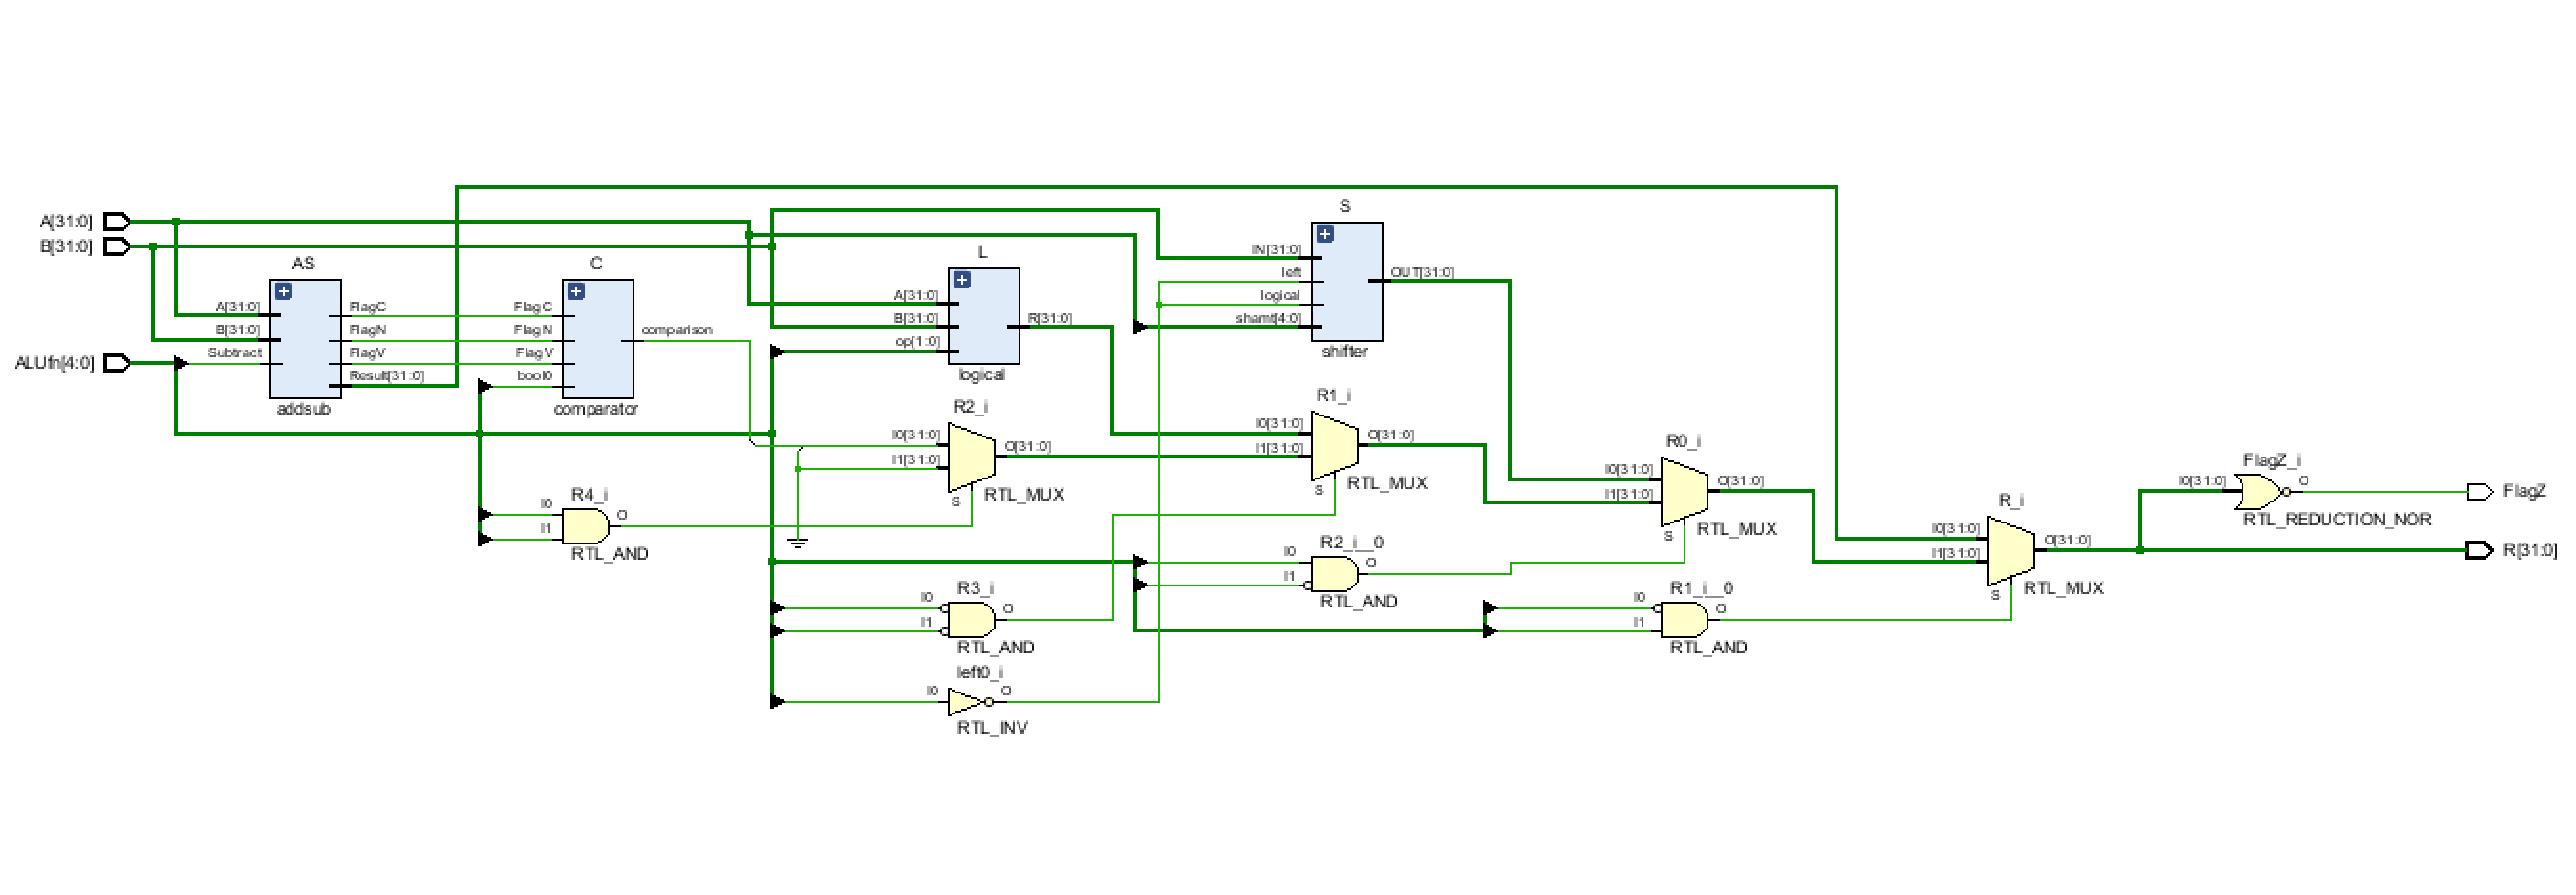 A[31:0]
B[31:0]
ALUfn[4:0]
AS
A[31:0]
B[31:0]
Subtract
FlagC
FlagN
FlagV
Result[31:0]
addsub
C
FlagC
FlagN
FlagV
bool0
comparison
comparator
L
A[31:0]
B[31:0]
op[1:0]
R[31:0]
logical
S
IN[31:0]
left
logical
shamt[4:0]
OUT[31:0]
shifter
R2_i
I0[31:0]
I1[31:0]
O[31:0]
S
RTL_MUX
R1_i
I0[31:0]
I1[31:0]
O[31:0]
S
RTL_MUX
R0_i
I0[31:0]
I1[31:0]
O[31:0]
S
RTL_MUX
R_i
I0[31:0]
I1[31:0]
O[31:0]
S
RTL_MUX
FlagZ_i
I0[31:0]
O
RTL_REDUCTION_NOR
FlagZ
R[31:0]
R4_i
I0
I1
O
RTL_AND
R3_i
I0
I1
O
RTL_AND
R2_i__0
I0
I1
O
RTL_AND
R1_i__0
I0
I1
O
RTL_AND
left0_i
I0
O
RTL_INV